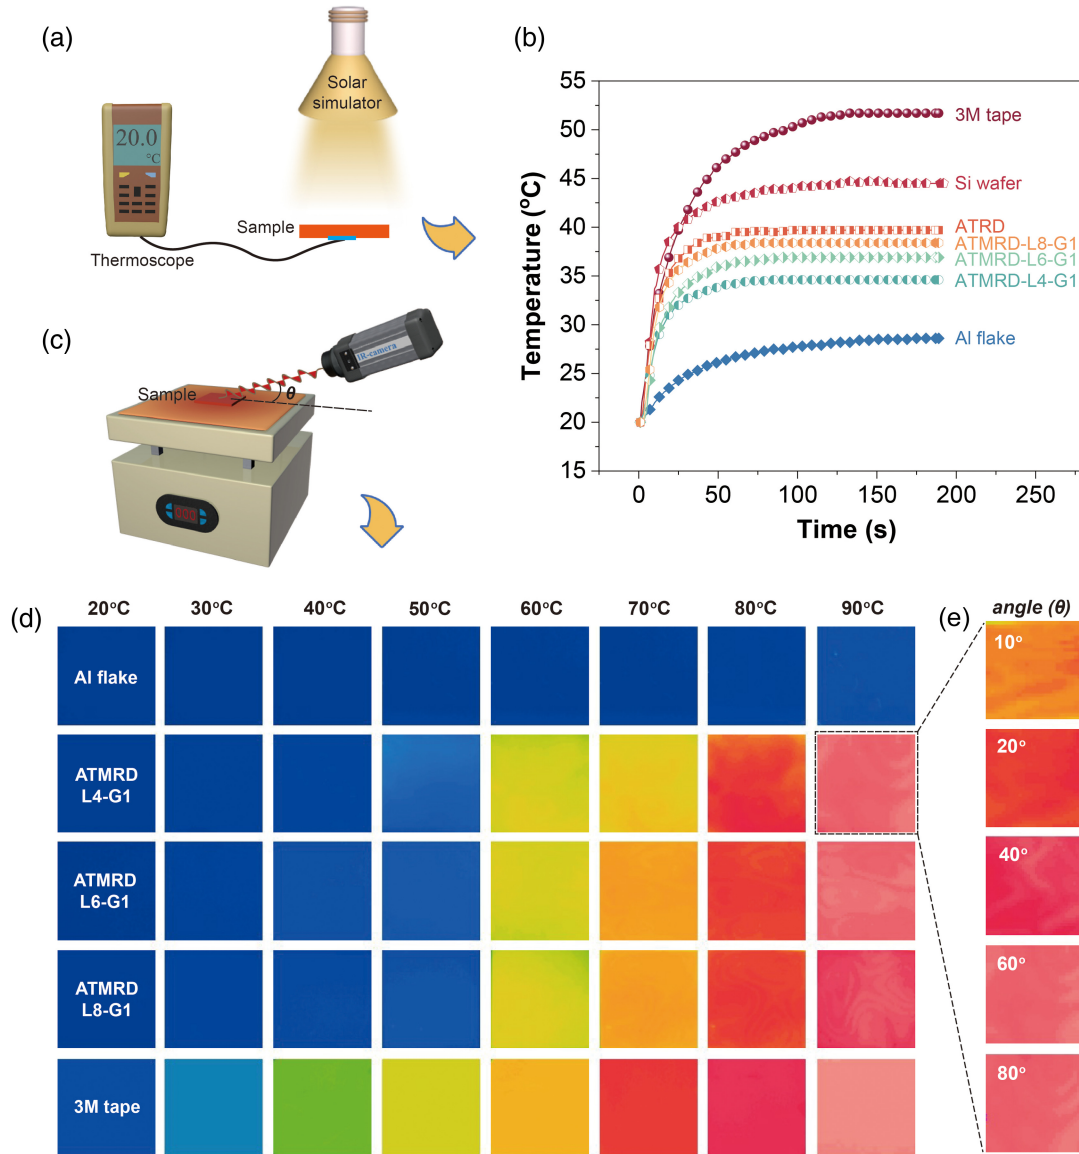 (a)
Solar
simulator
20.0
°C
Sample
Thermoscope
(b)
Temperature (°C)
55
50
45
40
35
30
25
20
15
0
50
100
150
200
250
Time (s)
3M tape
Si wafer
ATRD
ATMRD-L8-G1
ATMRD-L6-G1
ATMRD-L4-G1
Al flake
(c)
IR-camera
Sample
θ
(d)
20°C 30°C 40°C 50°C 60°C 70°C 80°C 90°C
Al flake
ATMRD
L4-G1
ATMRD
L6-G1
ATMRD
L8-G1
3M tape
(e)
angle (θ)
10°
20°
40°
60°
80°